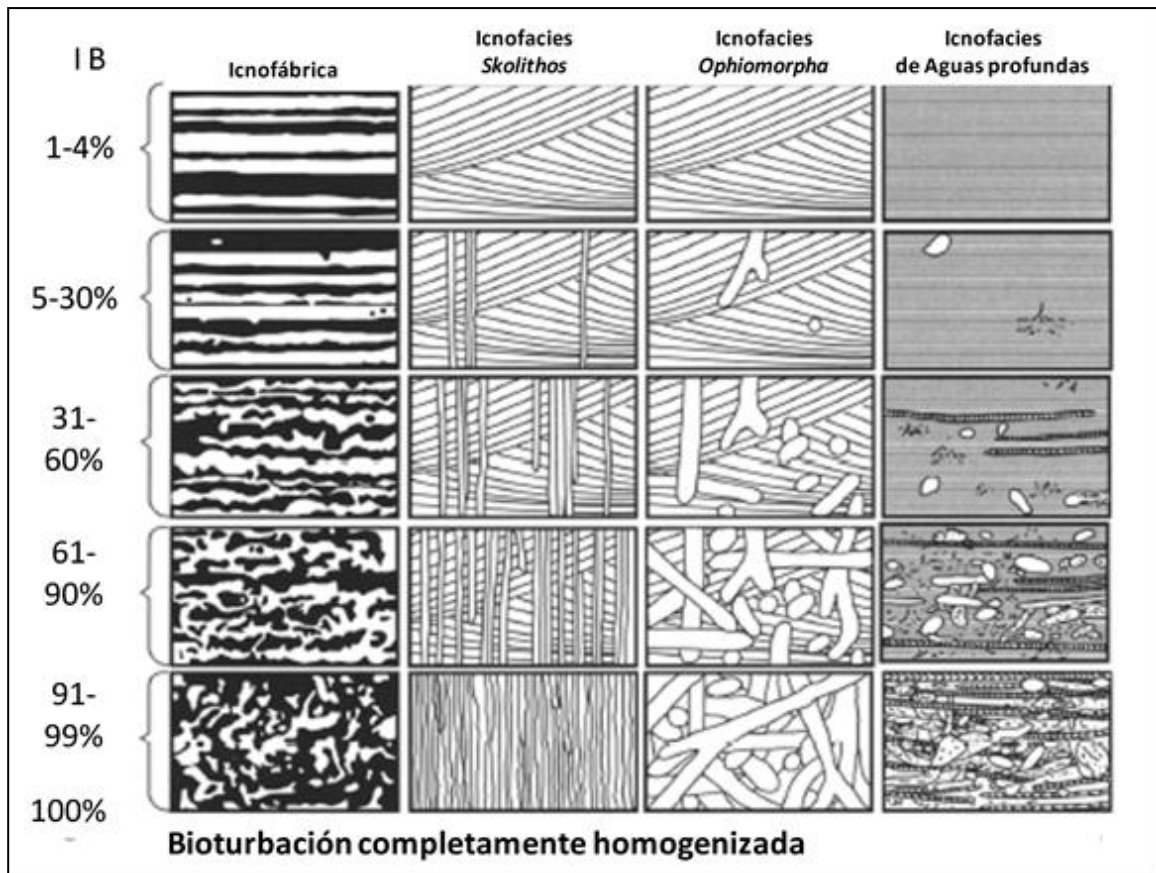 I B
Icnofábrica
Icnofacies
Skolithos
Icnofacies
Ophiomorpha
Icnofacies
de Aguas profundas
1-4%
5-30%
31-
60%
61-
90%
91-
99%
100%
Bioturbación completamente homogenizada